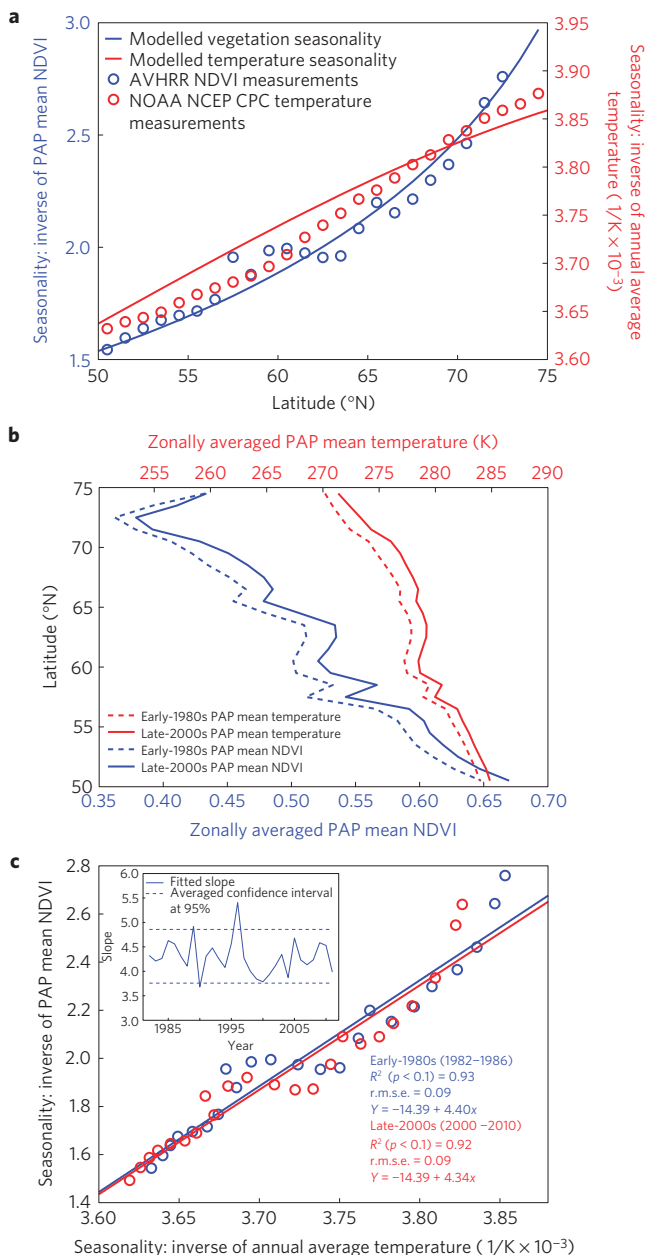 a
Seasonality: inverse of PAP mean NDVI
3.0
2.5
2.0
1.5
Modelled vegetation seasonality
Modelled temperature seasonality
AVHRR NDVI measurements
NOAA NCEP CPC temperature
measurements
3.95
3.90
3.85
3.80
3.75
3.70
3.65
3.60
Seasonality: inverse of annual average
temperature ( 1/K × 10⁻³)
50 55 60 65 70 75
Latitude (°N)
b
Zonally averaged PAP mean temperature (K)
255 260 265 270 275 280 285 290
Latitude (°N)
75
70
65
60
55
50
Early-1980s PAP mean temperature
Late-2000s PAP mean temperature
Early-1980s PAP mean NDVI
Late-2000s PAP mean NDVI
0.35 0.40 0.45 0.50 0.55 0.60 0.65 0.70
Zonally averaged PAP mean NDVI
c
Seasonality: inverse of PAP mean NDVI
2.8
2.6
2.4
2.2
2.0
1.8
1.6
1.4
Slope
6.0
5.5
5.0
4.5
4.0
3.5
3.0
Fitted slope
Averaged confidence interval
at 95%
1985 1995 2005
Year
Early-1980s (1982–1986)
R² (p < 0.1) = 0.93
r.m.s.e. = 0.09
Y = −14.39 + 4.40x
Late-2000s (2000 –2010)
R² (p < 0.1) = 0.92
r.m.s.e. = 0.09
Y = −14.39 + 4.34x
3.60 3.65 3.70 3.75 3.80 3.85
Seasonality: inverse of annual average temperature ( 1/K × 10⁻³)